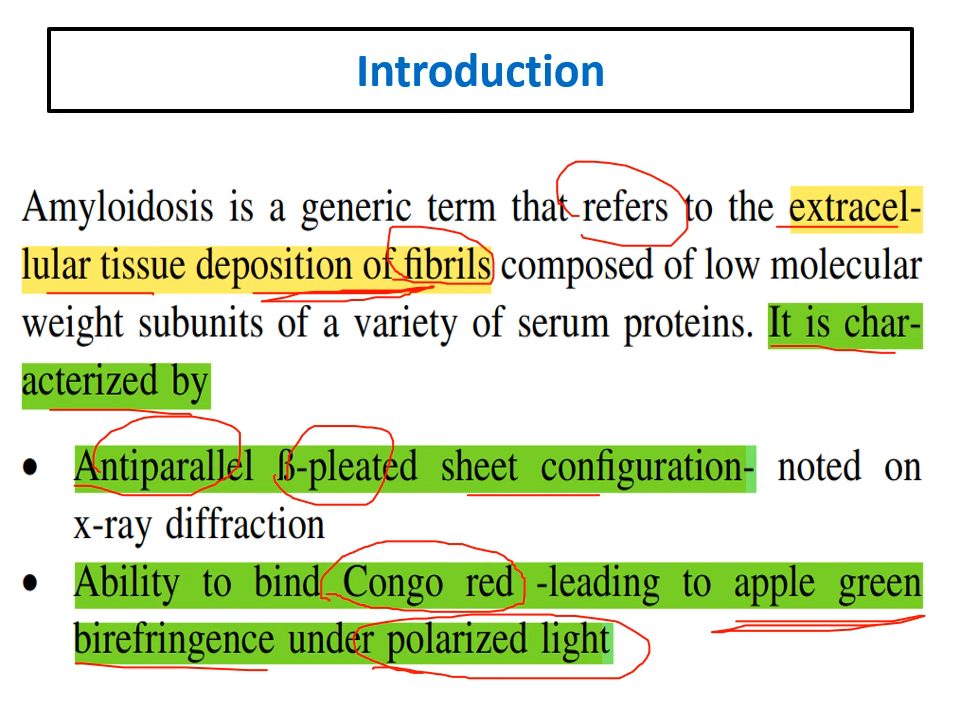 Introduction
Amyloidosis is a generic term that refers to the extracel-
lular tissue deposition of fibrils composed of low molecular
weight subunits of a variety of serum proteins. It is char-
acterized by
• Antiparallel ß-pleated sheet configuration- noted on
x-ray diffraction
• Ability to bind Congo red -leading to apple green
birefringence under polarized light